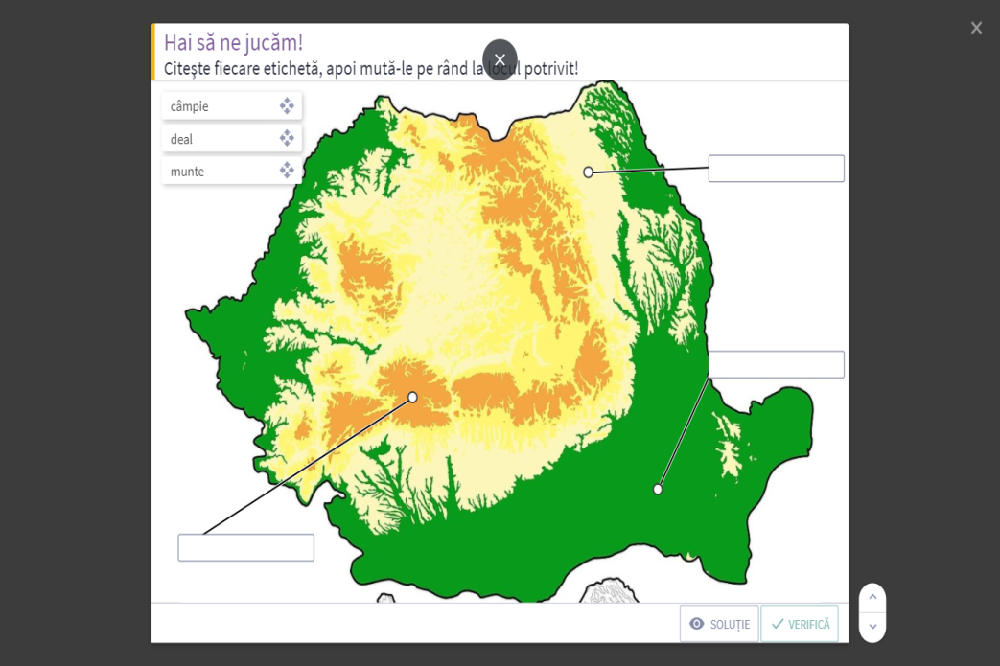 Hai să ne jucăm!
Citește fiecare etichetă, apoi mută-le pe rând la locul potrivit!
câmpie
deal
munte
SOLUȚIE
VERIFICĂ